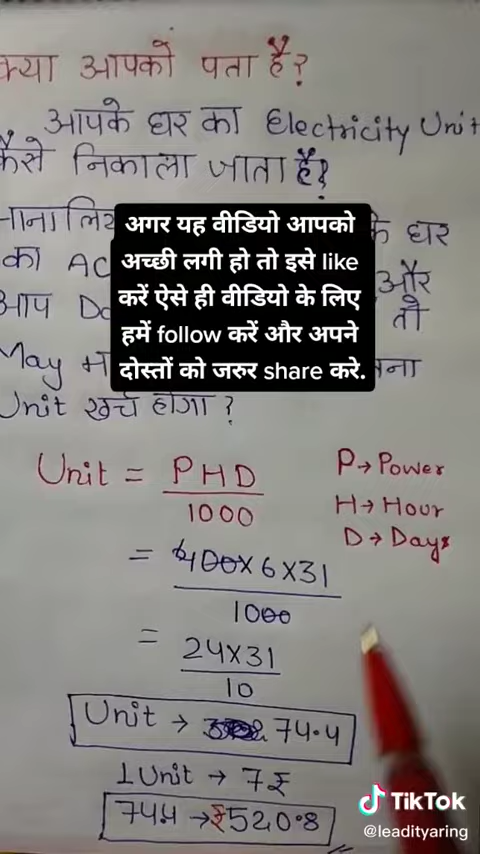 क्या आपको पता है?
आपके घर का Electricity Unit
कैसे निकाला जाता है?
के घर
का AC
और
आप
तो
May
Unit खर्च होगा ?
अगर यह वीडियो आपको
अच्छी लगी हो तो इसे like
करें ऐसे ही वीडियो के लिए
हमें follow करें और अपने
दोस्तों को जरुर share करे.
Unit = PHD
1000
P→Power
H→Hour
D→Days
= 400×6×31
1000
= 24×31
10
Unit → 74.4
1 Unit → 7₹
74.4 → ₹520.8
TikTok
@leadityaring